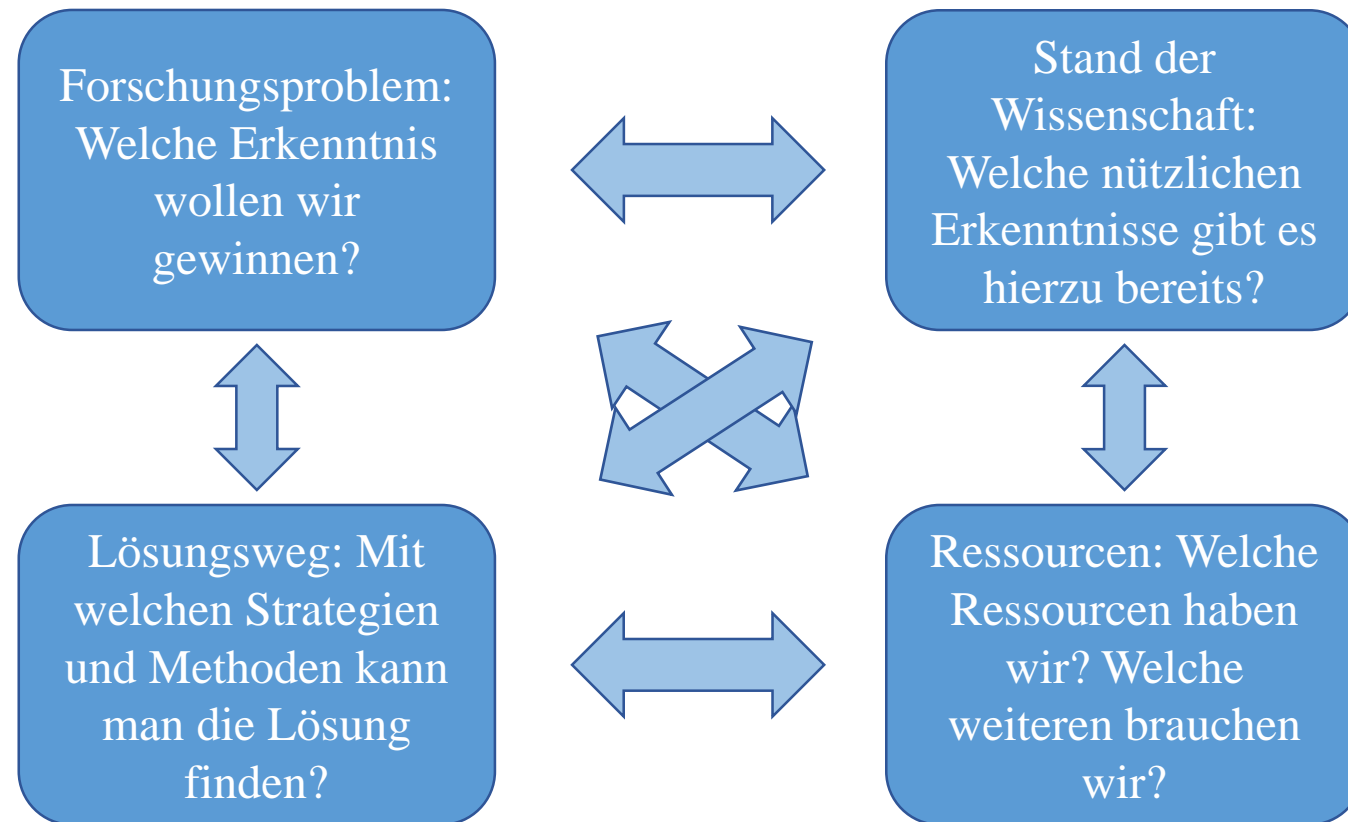 Forschungsproblem:
Welche Erkenntnis
wollen wir
gewinnen?
Stand der
Wissenschaft:
Welche nützlichen
Erkenntnisse gibt es
hierzu bereits?
Lösungsweg: Mit
welchen Strategien
und Methoden kann
man die Lösung
finden?
Ressourcen: Welche
Ressourcen haben
wir? Welche
weiteren brauchen
wir?